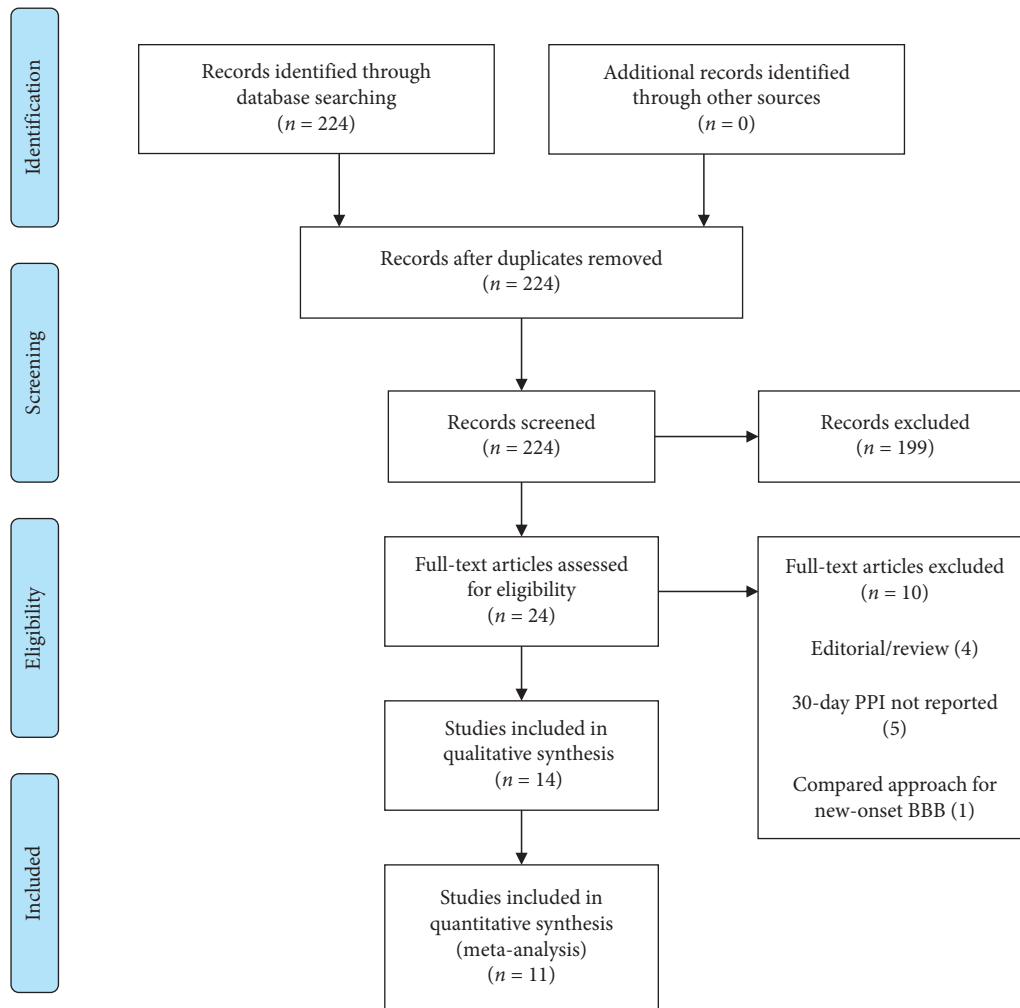 Identification
Records identified through
database searching
(n = 224)
Additional records identified
through other sources
(n = 0)
Records after duplicates removed
(n = 224)
Screening
Records screened
(n = 224)
Records excluded
(n = 199)
Eligibility
Full-text articles assessed
for eligibility
(n = 24)
Full-text articles excluded
(n = 10)
Editorial/review (4)
30-day PPI not reported
(5)
Compared approach for
new-onset BBB (1)
Studies included in
qualitative synthesis
(n = 14)
Included
Studies included in
quantitative synthesis
(meta-analysis)
(n = 11)